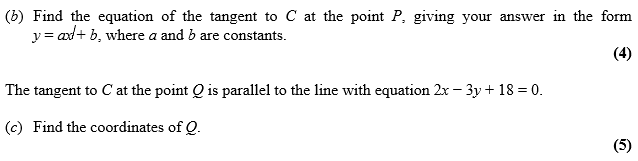 (b) Find the equation of the tangent to C at the point P, giving your answer in the form
y = ax + b, where a and b are constants.
(4)
The tangent to C at the point Q is parallel to the line with equation 2x − 3y + 18 = 0.
(c) Find the coordinates of Q.
(5)